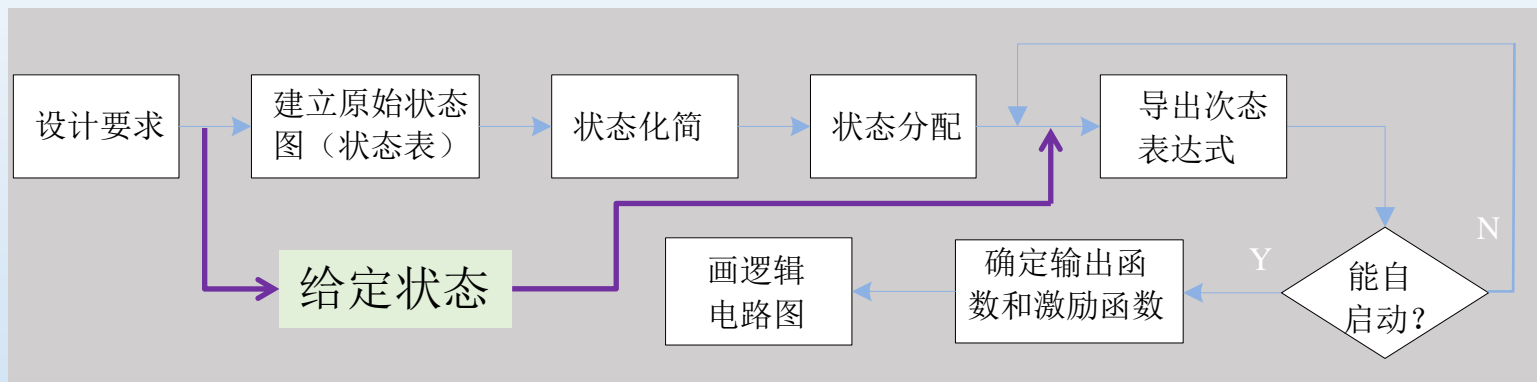 设计要求
建立原始状态
图（状态表）
状态化简
状态分配
导出次态
表达式
N
Y
能自
启动？
确定输出函
数和激励函数
画逻辑
电路图
给定状态